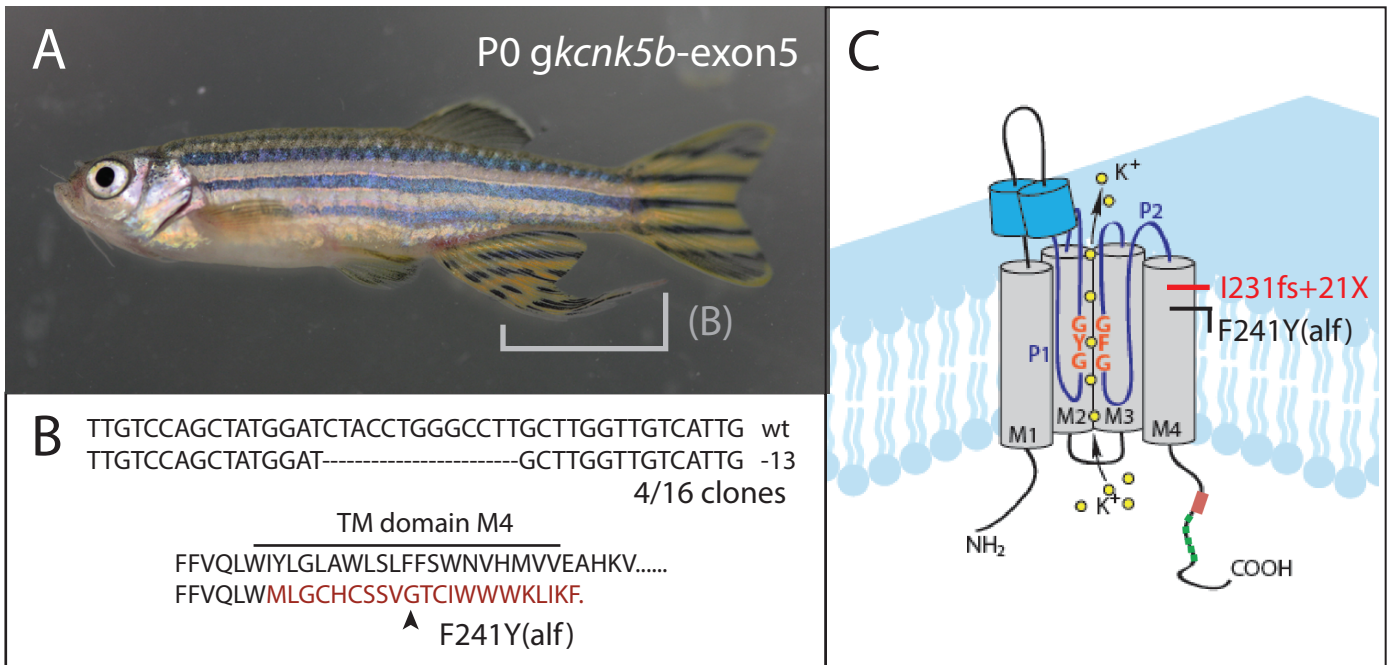 A
P0 gkcnk5b-exon5
(B)
B
TTGTCCAGCTATGGATCTACCTGGGCCTTGCTTGGTTGTCATTG wt
TTGTCCAGCTATGGAT------------------------GCTTGGTTGTCATTG -13
4/16 clones
TM domain M4
FFVQLWIYLGLAWLSLFFSWNVHMVVEAHKV......
FFVQLWMLGCHCSSVGTCIWWWKLIKF.
F241Y(alf)
C
K+
P2
I231fs+21X
F241Y(alf)
G G
Y F
G G
P1
M2 M3
M1 M4
K+
NH2
COOH